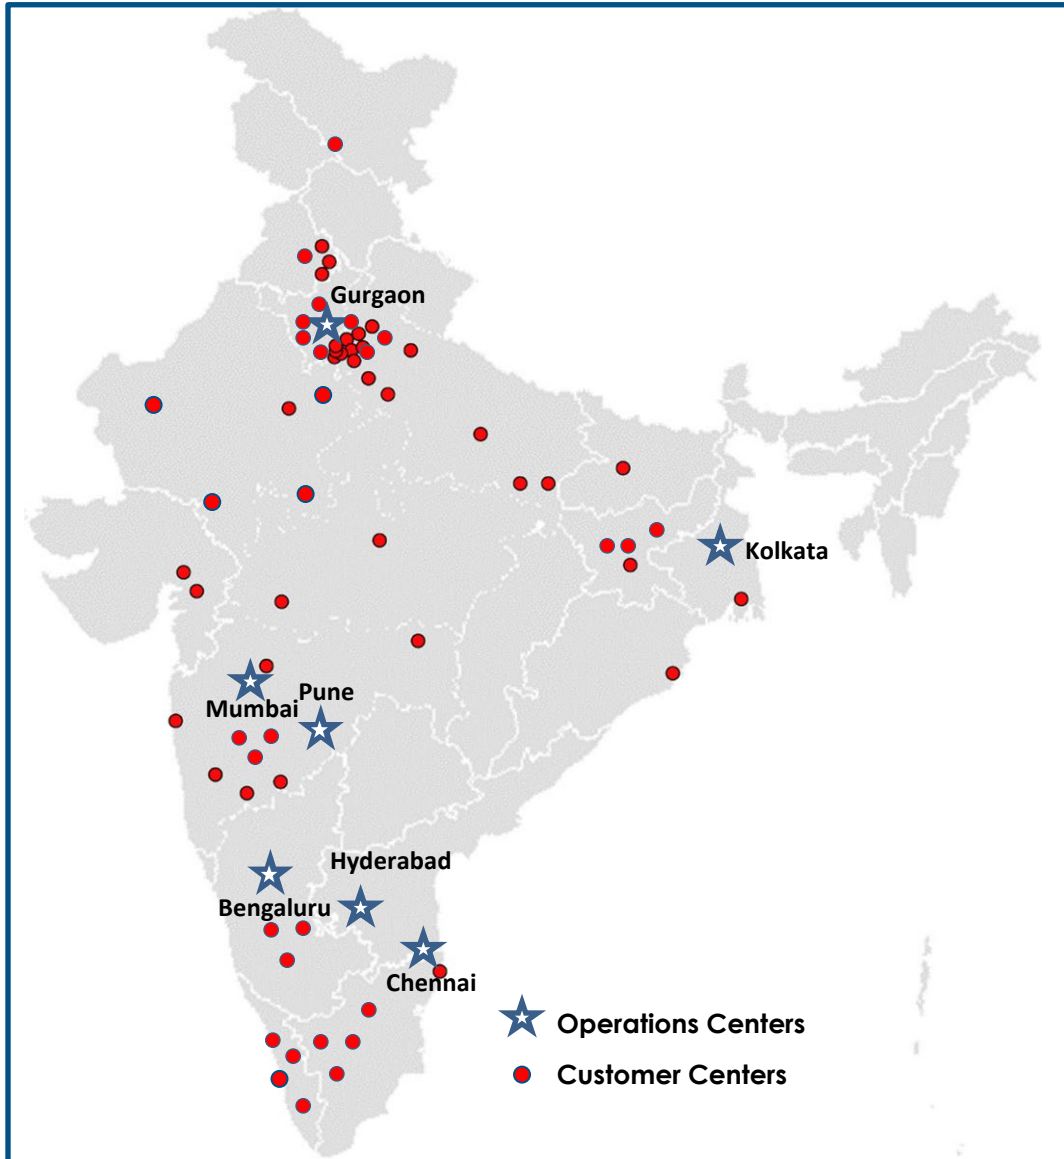 Gurgaon
Kolkata
Pune
Mumbai
Hyderabad
Bengaluru
Chennai
Operations Centers
Customer Centers